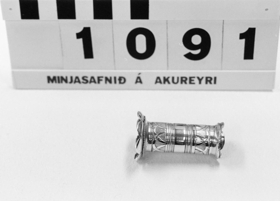 1091
MINJASAFNIÐ Á AKUREYRI